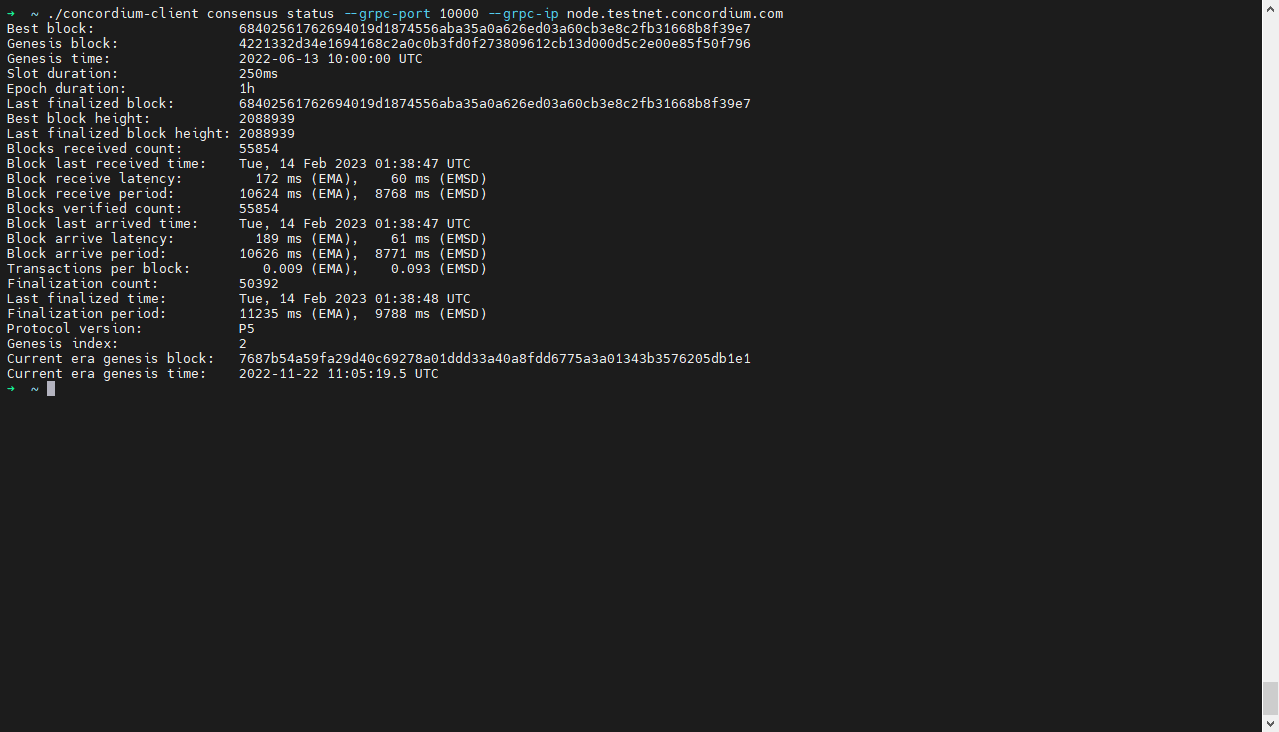 ➜  ~ ./concordium-client consensus status --grpc-port 10000 --grpc-ip node.testnet.concordium.com
Best block:                  68402561762694019d1874556aba35a0a626ed03a60cb3e8c2fb31668b8f39e7
Genesis block:               4221332d34e1694168c2a0c0b3fd0f273809612cb13d000d5c2e00e85f50f796
Genesis time:                2022-06-13 10:00:00 UTC
Slot duration:               250ms
Epoch duration:              1h
Last finalized block:        68402561762694019d1874556aba35a0a626ed03a60cb3e8c2fb31668b8f39e7
Best block height:           2088939
Last finalized block height: 2088939
Blocks received count:       55854
Block last received time:    Tue, 14 Feb 2023 01:38:47 UTC
Block receive latency:         172 ms (EMA),    60 ms (EMSD)
Block receive period:        10624 ms (EMA),  8768 ms (EMSD)
Blocks verified count:       55854
Block last arrived time:     Tue, 14 Feb 2023 01:38:47 UTC
Block arrive latency:          189 ms (EMA),    61 ms (EMSD)
Block arrive period:         10626 ms (EMA),  8771 ms (EMSD)
Transactions per block:         0.009 (EMA),    0.093 (EMSD)
Finalization count:          50392
Last finalized time:         Tue, 14 Feb 2023 01:38:48 UTC
Finalization period:         11235 ms (EMA),  9788 ms (EMSD)
Protocol version:            P5
Genesis index:               2
Current era genesis block:   7687b54a59fa29d40c69278a01ddd33a40a8fdd6775a3a01343b3576205db1e1
Current era genesis time:    2022-11-22 11:05:19.5 UTC
➜  ~